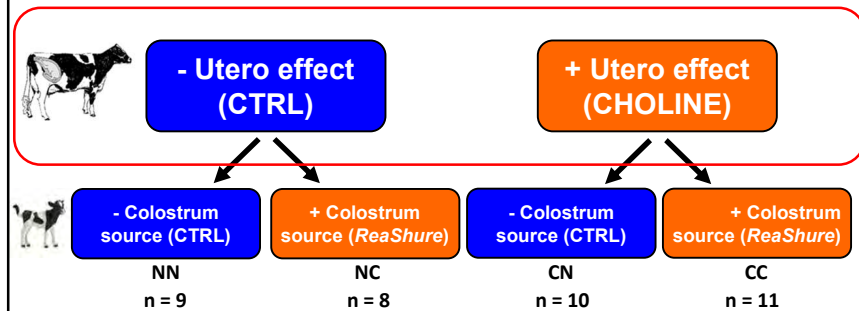 - Utero effect
(CTRL)
+ Utero effect
(CHOLINE)
- Colostrum
source (CTRL)
+ Colostrum
source (ReaShure)
- Colostrum
source (CTRL)
+ Colostrum
source (ReaShure)
NN
NC
CN
CC
n = 9
n = 8
n = 10
n = 11